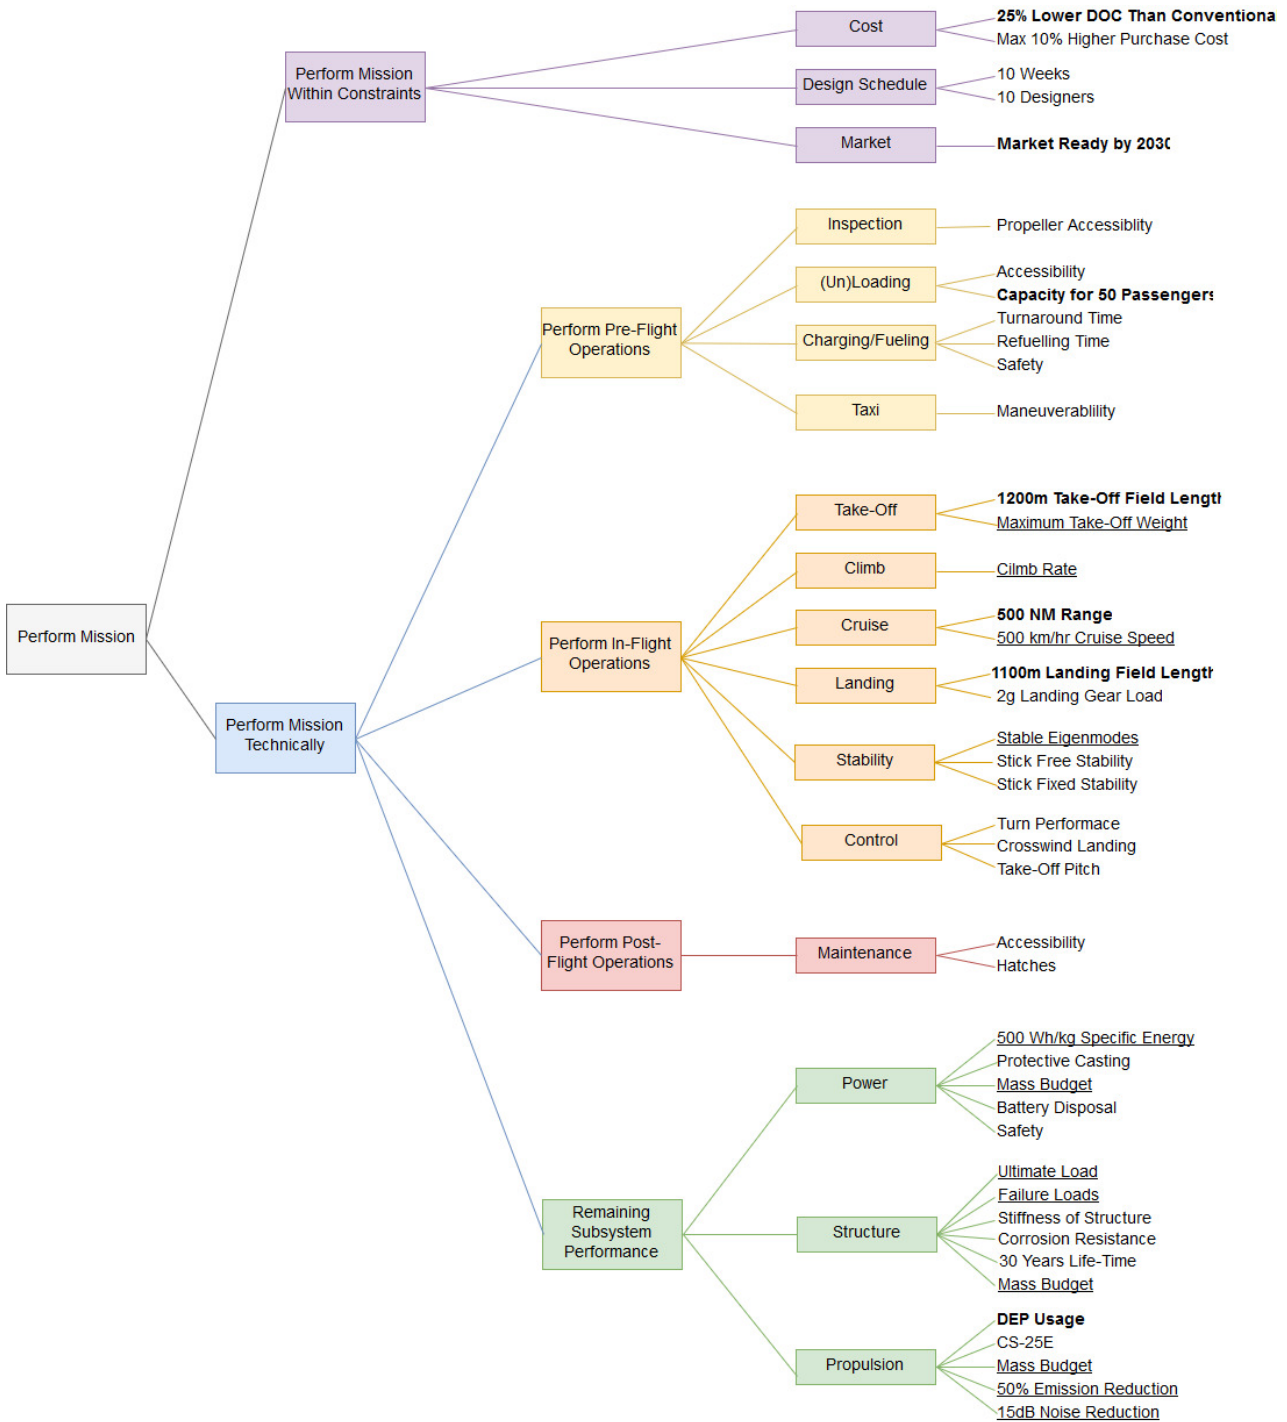 Perform Mission
Perform Mission
Within Constraints
Cost
25% Lower DOC Than Conventiona
Max 10% Higher Purchase Cost
Design Schedule
10 Weeks
10 Designers
Market
Market Ready by 2030
Perform Mission
Technically
Perform Pre-Flight
Operations
Inspection
Propeller Accessiblity
(Un)Loading
Accessibility
Capacity for 50 Passengers
Charging/Fueling
Turnaround Time
Refuelling Time
Safety
Taxi
Maneuverablility
Perform In-Flight
Operations
Take-Off
1200m Take-Off Field Length
Maximum Take-Off Weight
Climb
Cilmb Rate
Cruise
500 NM Range
500 km/hr Cruise Speed
Landing
1100m Landing Field Length
2g Landing Gear Load
Stability
Stable Eigenmodes
Stick Free Stability
Stick Fixed Stability
Control
Turn Performace
Crosswind Landing
Take-Off Pitch
Perform Post-
Flight Operations
Maintenance
Accessibility
Hatches
Remaining
Subsystem
Performance
Power
500 Wh/kg Specific Energy
Protective Casting
Mass Budget
Battery Disposal
Safety
Structure
Ultimate Load
Failure Loads
Stiffness of Structure
Corrosion Resistance
30 Years Life-Time
Mass Budget
Propulsion
DEP Usage
CS-25E
Mass Budget
50% Emission Reduction
15dB Noise Reduction